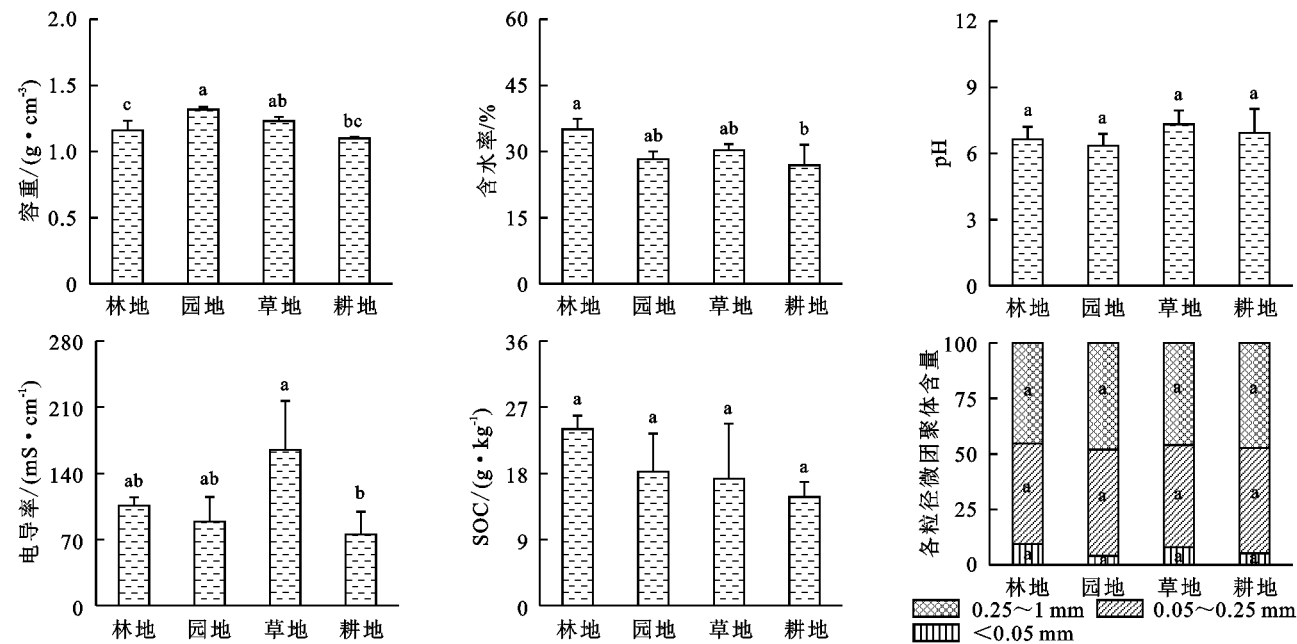 容重/(g·cm⁻³)
2.0
1.5
1.0
0.5
0
c
a
ab
bc
林地 园地 草地 耕地
含水率/%
60
45
30
15
0
a
ab
ab
b
林地 园地 草地 耕地
pH
12
9
6
3
0
a
a
a
a
林地 园地 草地 耕地
电导率/(mS·cm⁻¹)
280
210
140
70
0
ab
ab
a
b
林地 园地 草地 耕地
SOC/(g·kg⁻¹)
36
27
18
9
0
a
a
a
a
林地 园地 草地 耕地
各粒径微团聚体含量
100
75
50
25
0
a a a a
a a a a
a a a a
林地 园地 草地 耕地
0.25～1 mm 0.05～0.25 mm
＜0.05 mm